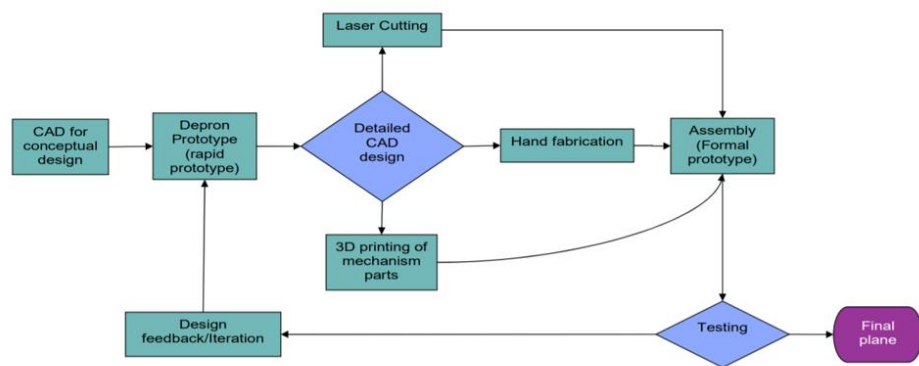 Laser Cutting
CAD for
conceptual design
Depron
Prototype
(rapid
prototype)
Detailed
CAD
design
Hand fabrication
Assembly
(Formal
prototype)
3D printing of
mechanism
parts
Design
feedback/Iteration
Testing
Final
plane